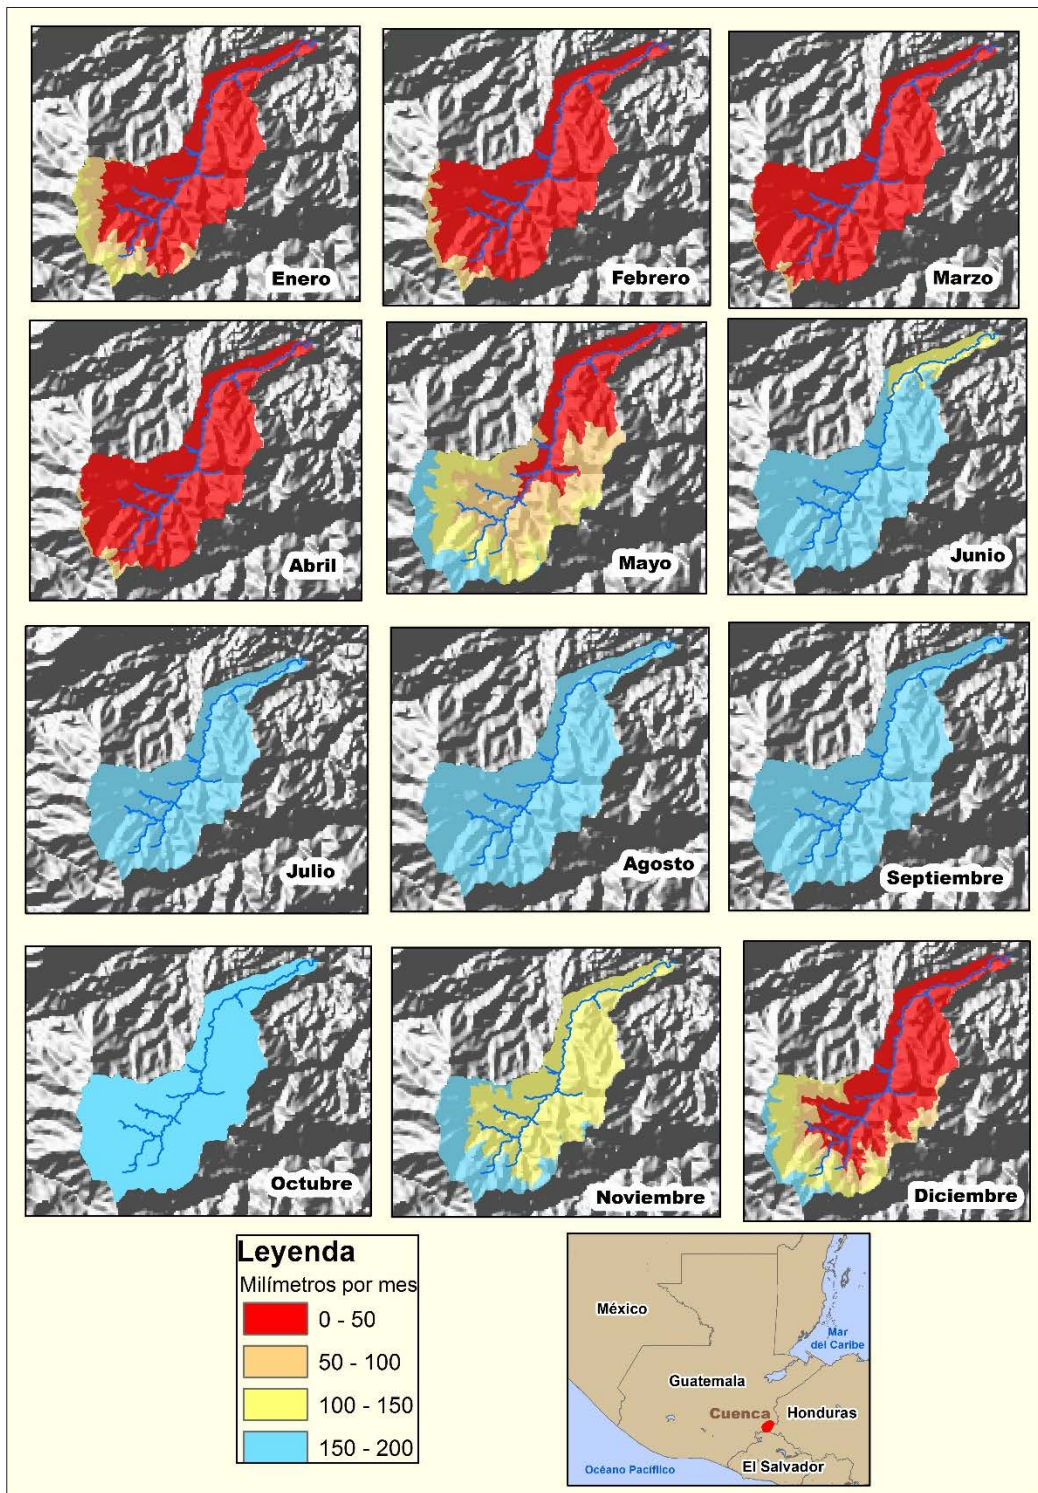 Enero
Febrero
Marzo
Abril
Mayo
Junio
Julio
Agosto
Septiembre
Octubre
Noviembre
Diciembre
Leyenda
Milímetros por mes
0 - 50
50 - 100
100 - 150
150 - 200
México
Mar
del Caribe
Guatemala
Cuenca
Honduras
El Salvador
Océano Pacíflico